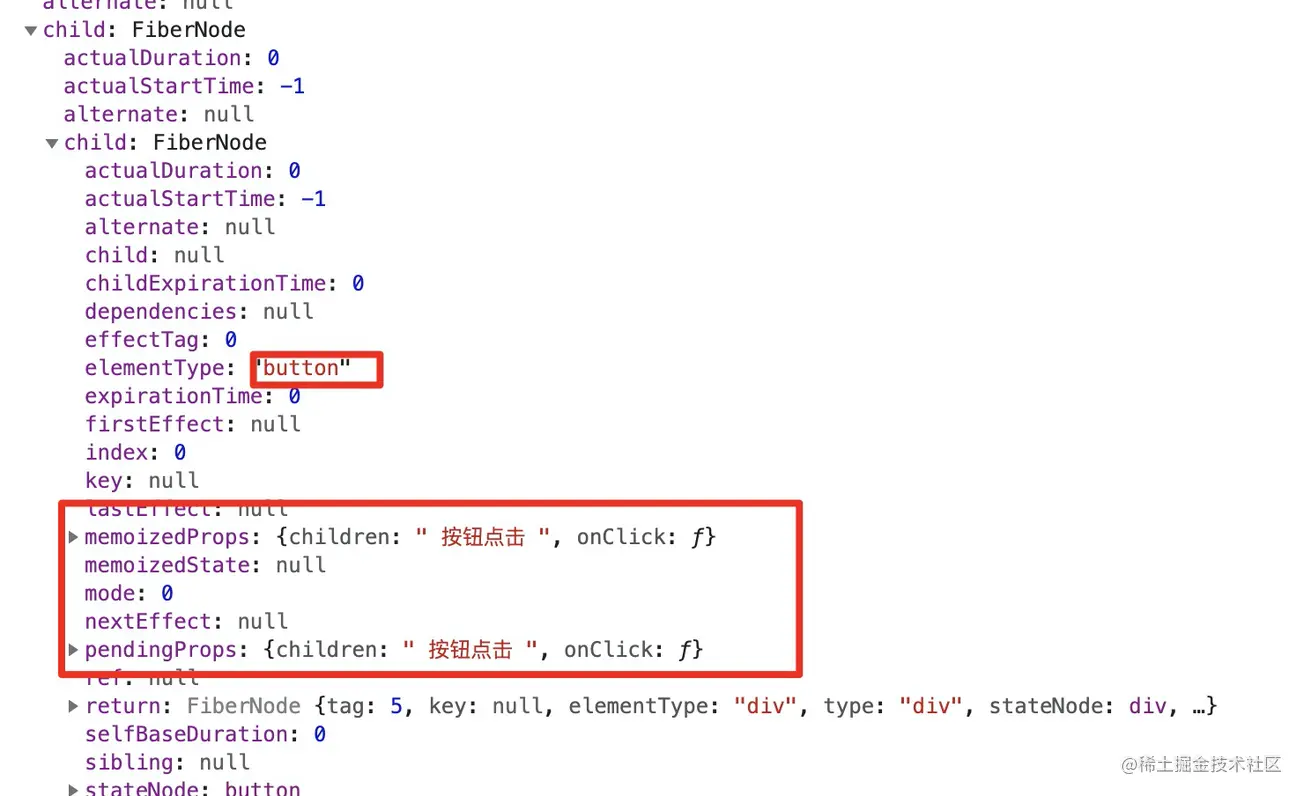 alternate: null
child: FiberNode
actualDuration: 0
actualStartTime: -1
alternate: null
child: FiberNode
actualDuration: 0
actualStartTime: -1
alternate: null
child: null
childExpirationTime: 0
dependencies: null
effectTag: 0
elementType: "button"
expirationTime: 0
firstEffect: null
index: 0
key: null
lastEffect: null
memoizedProps: {children: " 按钮点击 ", onClick: ƒ}
memoizedState: null
mode: 0
nextEffect: null
pendingProps: {children: " 按钮点击 ", onClick: ƒ}
ref: null
return: FiberNode {tag: 5, key: null, elementType: "div", type: "div", stateNode: div, …}
selfBaseDuration: 0
sibling: null
stateNode: button
@稀土掘金技术社区